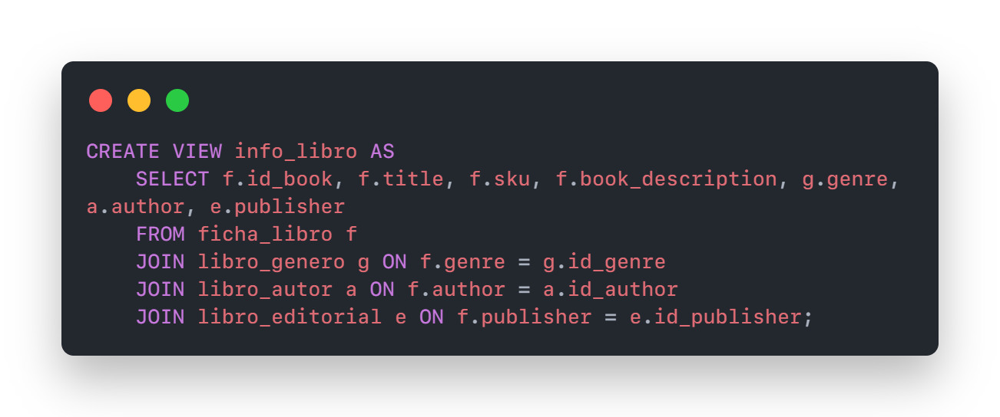 CREATE VIEW info_libro AS
    SELECT f.id_book, f.title, f.sku, f.book_description, g.genre,
a.author, e.publisher
    FROM ficha_libro f
    JOIN libro_genero g ON f.genre = g.id_genre
    JOIN libro_autor a ON f.author = a.id_author
    JOIN libro_editorial e ON f.publisher = e.id_publisher;